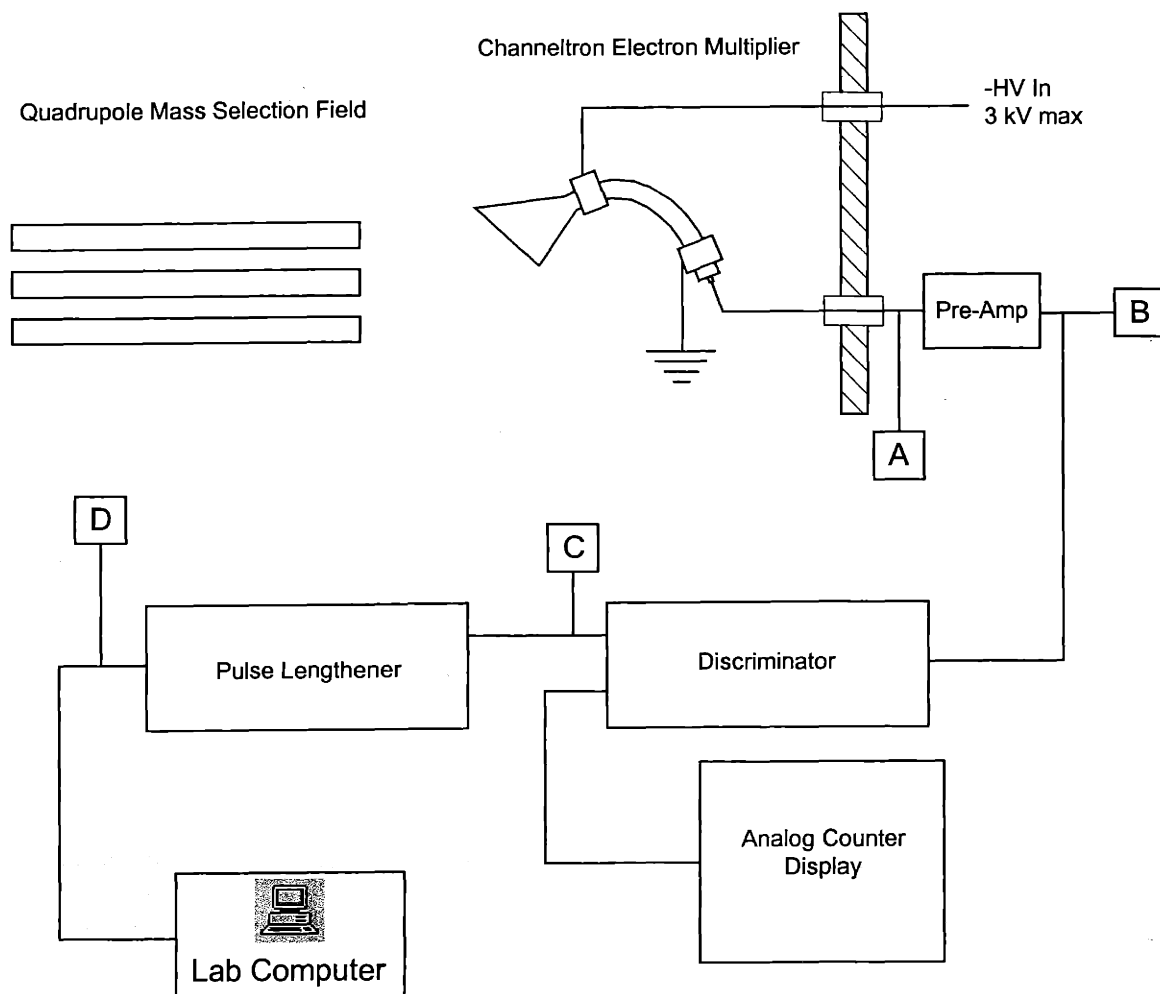 Channeltron Electron Multiplier
Quadrupole Mass Selection Field
-HV In
3 kV max
Pre-Amp
B
A
D
C
Pulse Lengthener
Discriminator
Analog Counter
Display
Lab Computer